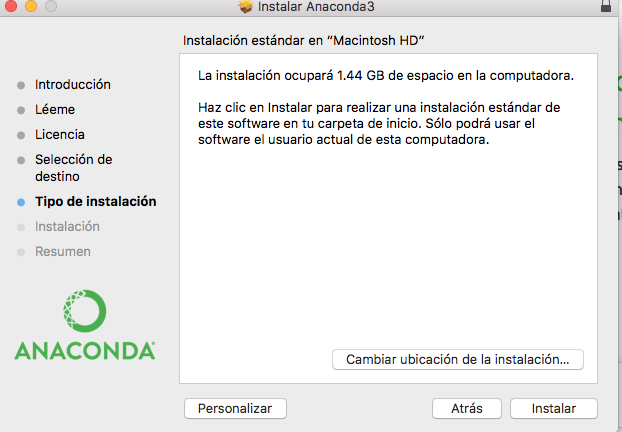 Instalar Anaconda3
Instalación estándar en “Macintosh HD”
Introducción
Léeme
Licencia
Selección de
destino
Tipo de instalación
Instalación
Resumen
ANACONDA
La instalación ocupará 1.44 GB de espacio en la computadora.
Haz clic en Instalar para realizar una instalación estándar de
este software en tu carpeta de inicio. Sólo podrá usar el
software el usuario actual de esta computadora.
Cambiar ubicación de la instalación...
Personalizar
Atrás
Instalar